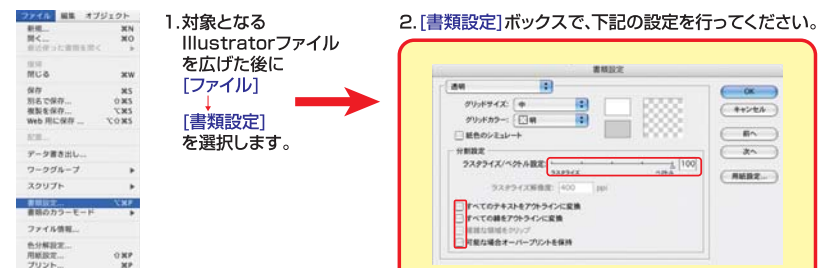 ファイル 編集 オブジェクト
新規... ⌘N
開く... ⌘O
最近使った書類を開く
復帰
閉じる ⌘W
保存 ⌘S
別名で保存... ⇧⌘S
複製を保存... ⌥⌘S
Web 用に保存... ⌥⇧⌘S
配置...
データ書き出し...
ワークグループ
スクリプト
書類設定... ⌥⌘P
書類のカラーモード
ファイル情報...
色分解設定...
用紙設定... ⇧⌘P
プリント... ⌘P
1.対象となる
Illustratorファイル
を広げた後に
[ファイル]
↓
[書類設定]
を選択します。
2.[書類設定]ボックスで、下記の設定を行ってください。
書類設定
透明
グリッドサイズ: 中
グリッドカラー: 明
紙色のシミュレート
分割設定
ラスタライズ/ベクトル設定: 100
ラスタライズ ベクトル
ラスタライズ解像度: 400 ppi
すべてのテキストをアウトラインに変換
すべての線をアウトラインに変換
複雑な領域をクリップ
可能な場合オーバープリントを保持
OK
キャンセル
前へ
次へ
用紙設定...